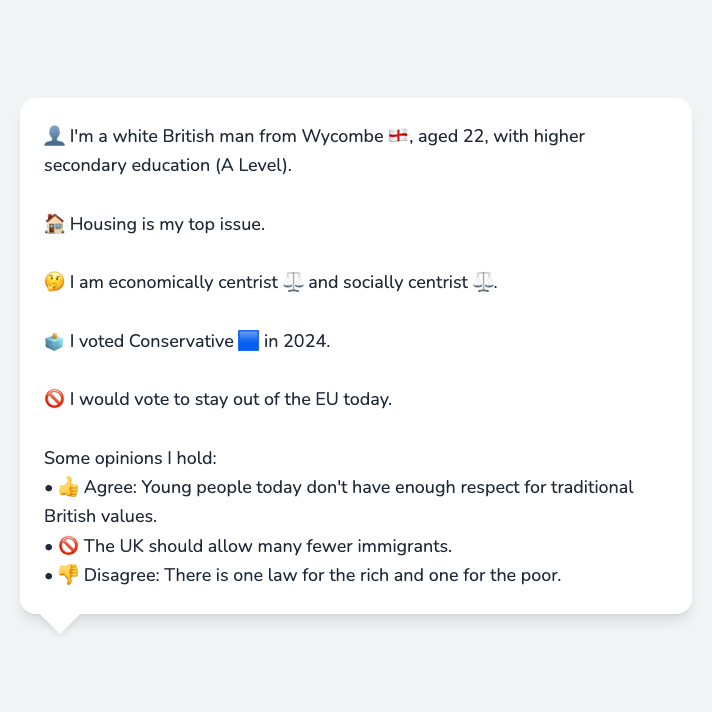 👤 I'm a white British man from Wycombe 🏴󠁧󠁢󠁥󠁮󠁧󠁿, aged 22, with higher
secondary education (A Level).
🏠 Housing is my top issue.
🤔 I am economically centrist ⚖️ and socially centrist ⚖️.
🗳️ I voted Conservative 🟦 in 2024.
🚫 I would vote to stay out of the EU today.
Some opinions I hold:
• 👍 Agree: Young people today don't have enough respect for traditional
British values.
• 🚫 The UK should allow many fewer immigrants.
• 👎 Disagree: There is one law for the rich and one for the poor.